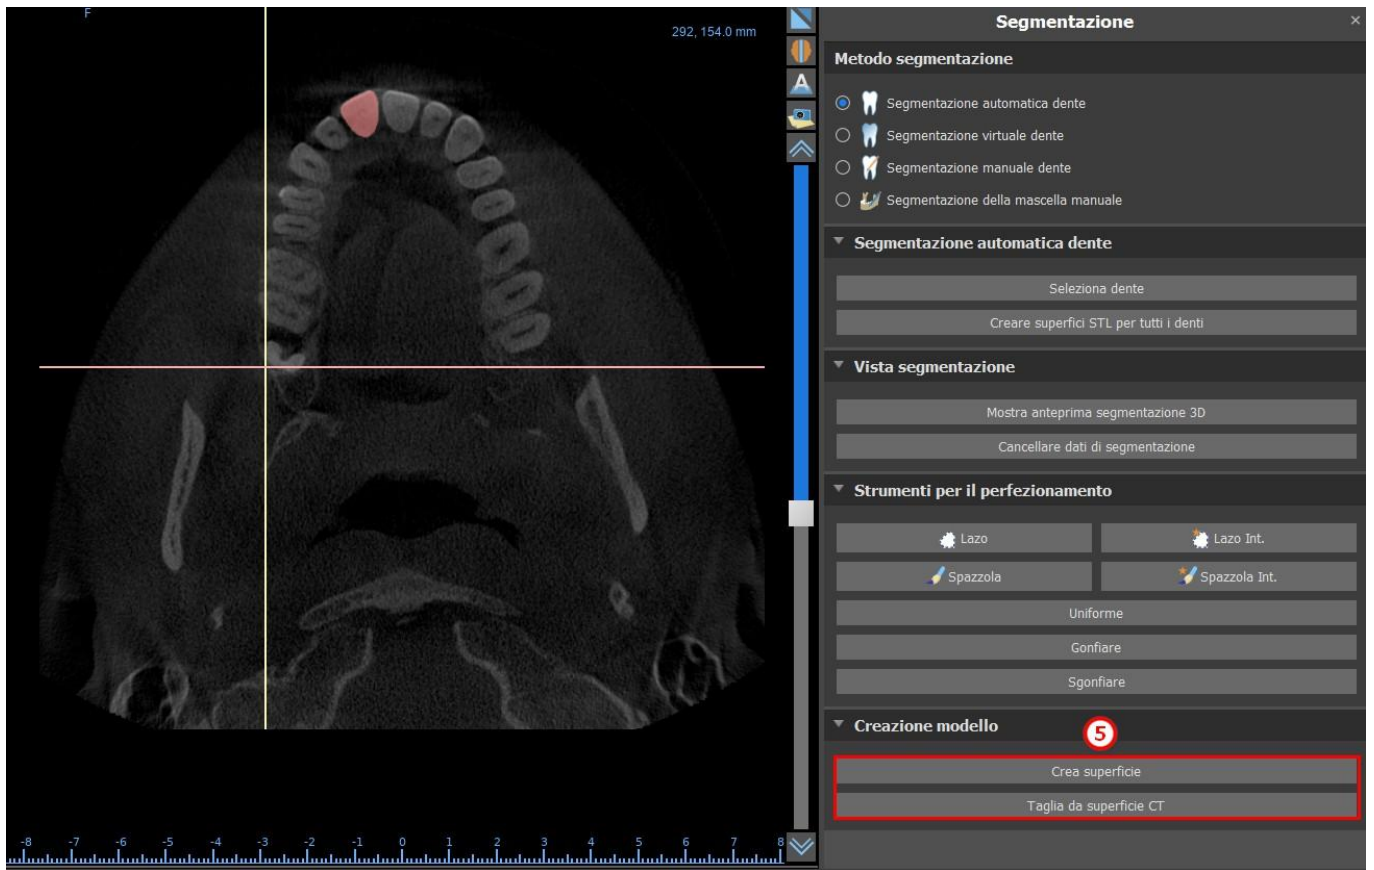 F
292, 154.0 mm
A
-8 -7 -6 -5 -4 -3 -2 -1 0 1 2 3 4 5 6 7 8
Segmentazione
Metodo segmentazione
Segmentazione automatica dente
Segmentazione virtuale dente
Segmentazione manuale dente
Segmentazione della mascella manuale
Segmentazione automatica dente
Seleziona dente
Creare superfici STL per tutti i denti
Vista segmentazione
Mostra anteprima segmentazione 3D
Cancellare dati di segmentazione
Strumenti per il perfezionamento
Lazo Lazo Int.
Spazzola Spazzola Int.
Uniforme
Gonfiare
Sgonfiare
Creazione modello
5
Crea superficie
Taglia da superficie CT